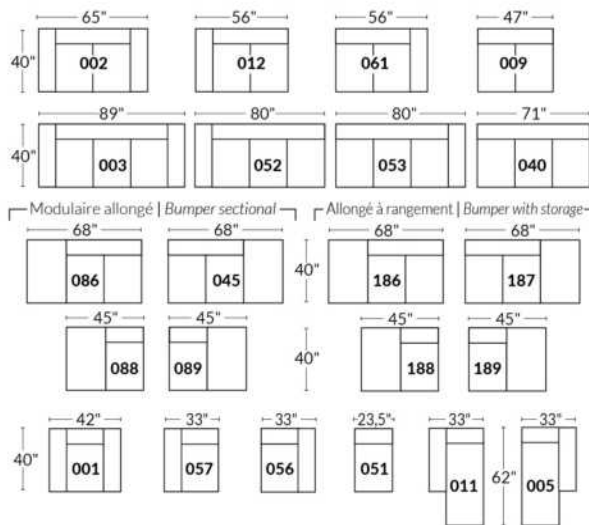 65" 56" 56" 47"
40" 002 012 061 009
89" 80" 80" 71"
40" 003 052 053 040
Modulaire allongé | Bumper sectional Allongé à rangement | Bumper with storage
68" 68" 68" 68"
086 045 40" 186 187
45" 45" 45" 45"
088 089 40" 188 189
42" 33" 33" 23,5" 33" 33"
40" 001 057 056 051 011 62" 005